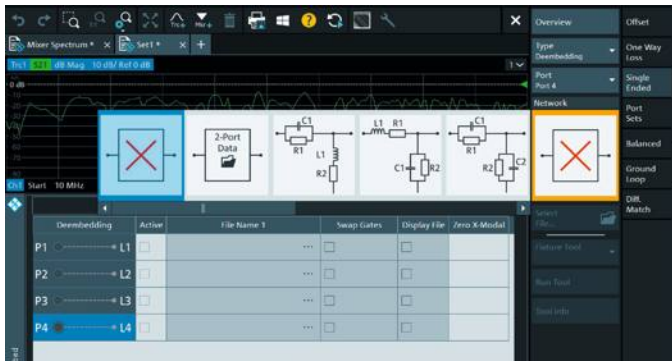 Trc+ Mkr+
Overview
Offset
Mixer Spectrum * × Set1* × +
Type
Deembedding
One Way
Loss
Trc1 S21 dB Mag 10 dB/ Ref 0 dB
1
Port
Port 4
Single
Ended
0 dB
Network
Port
Sets
2-Port
Data
C1
R1
L1
R2
L1 R1
C1
R2
C1
R1
R2
C2
Balanced
Ground
Loop
Ch1 Start 10 MHz
Diff.
Match
Select
File...
Deembedding Active File Name 1 Swap Gates Display File Zero X-Modal
P1 L1 ...
Fixture Tool
P2 L2 ...
Run Tool
P3 L3 ...
Tool Info
P4 L4 ...